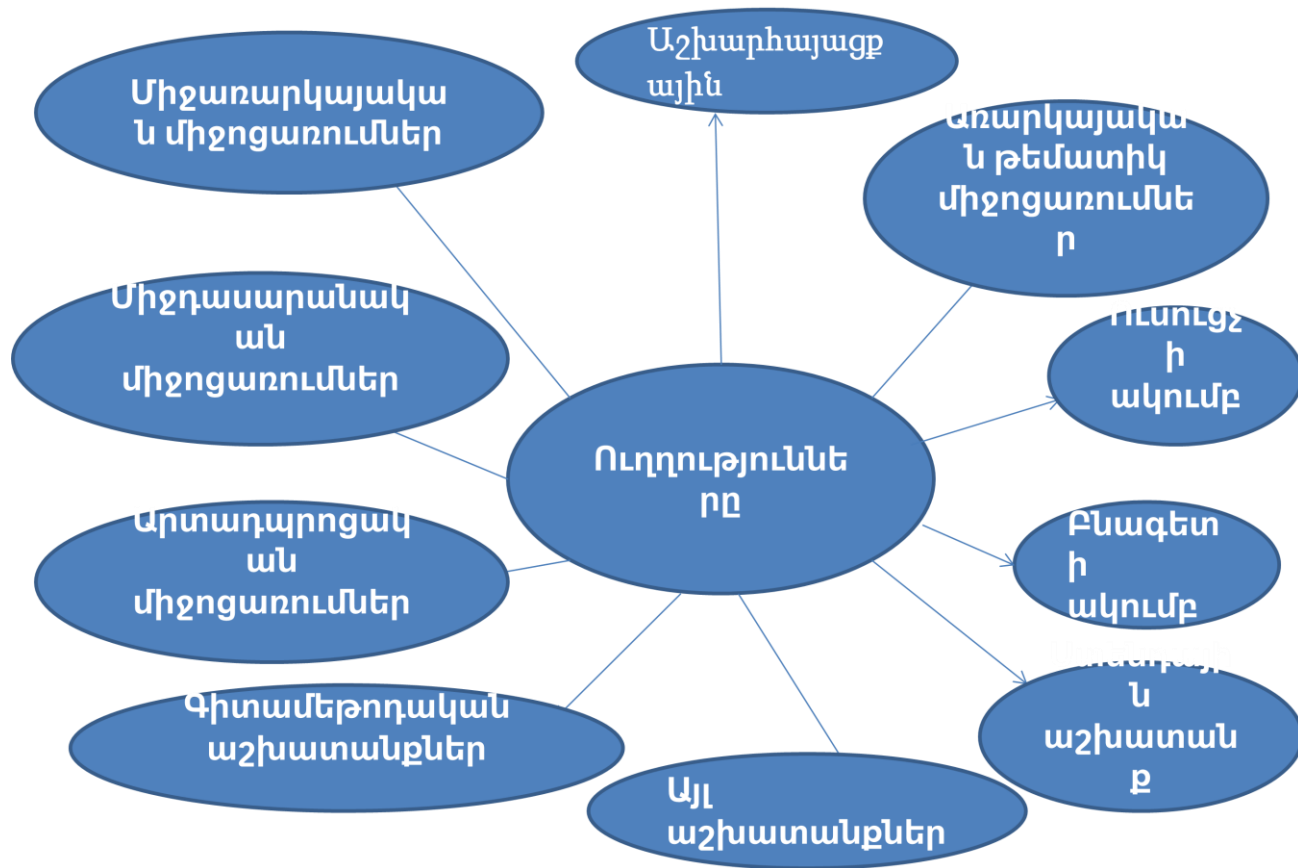 Աշխարհայացք
ային
Միջառարկայակա
ն միջոցառումներ
Առարկայակա
ն թեմատիկ
միջոցառումնե
ր
Միջդասարանակ
ան
միջոցառումներ
Ուսուցչ
ի
ակումբ
Ուղղություննե
րը
Արտադպրոցակ
ան
միջոցառումներ
Բնագետ
ի
ակումբ
Գիտամեթոդական
աշխատանքներ
ն
աշխատան
ք
Այլ
աշխատանքներ